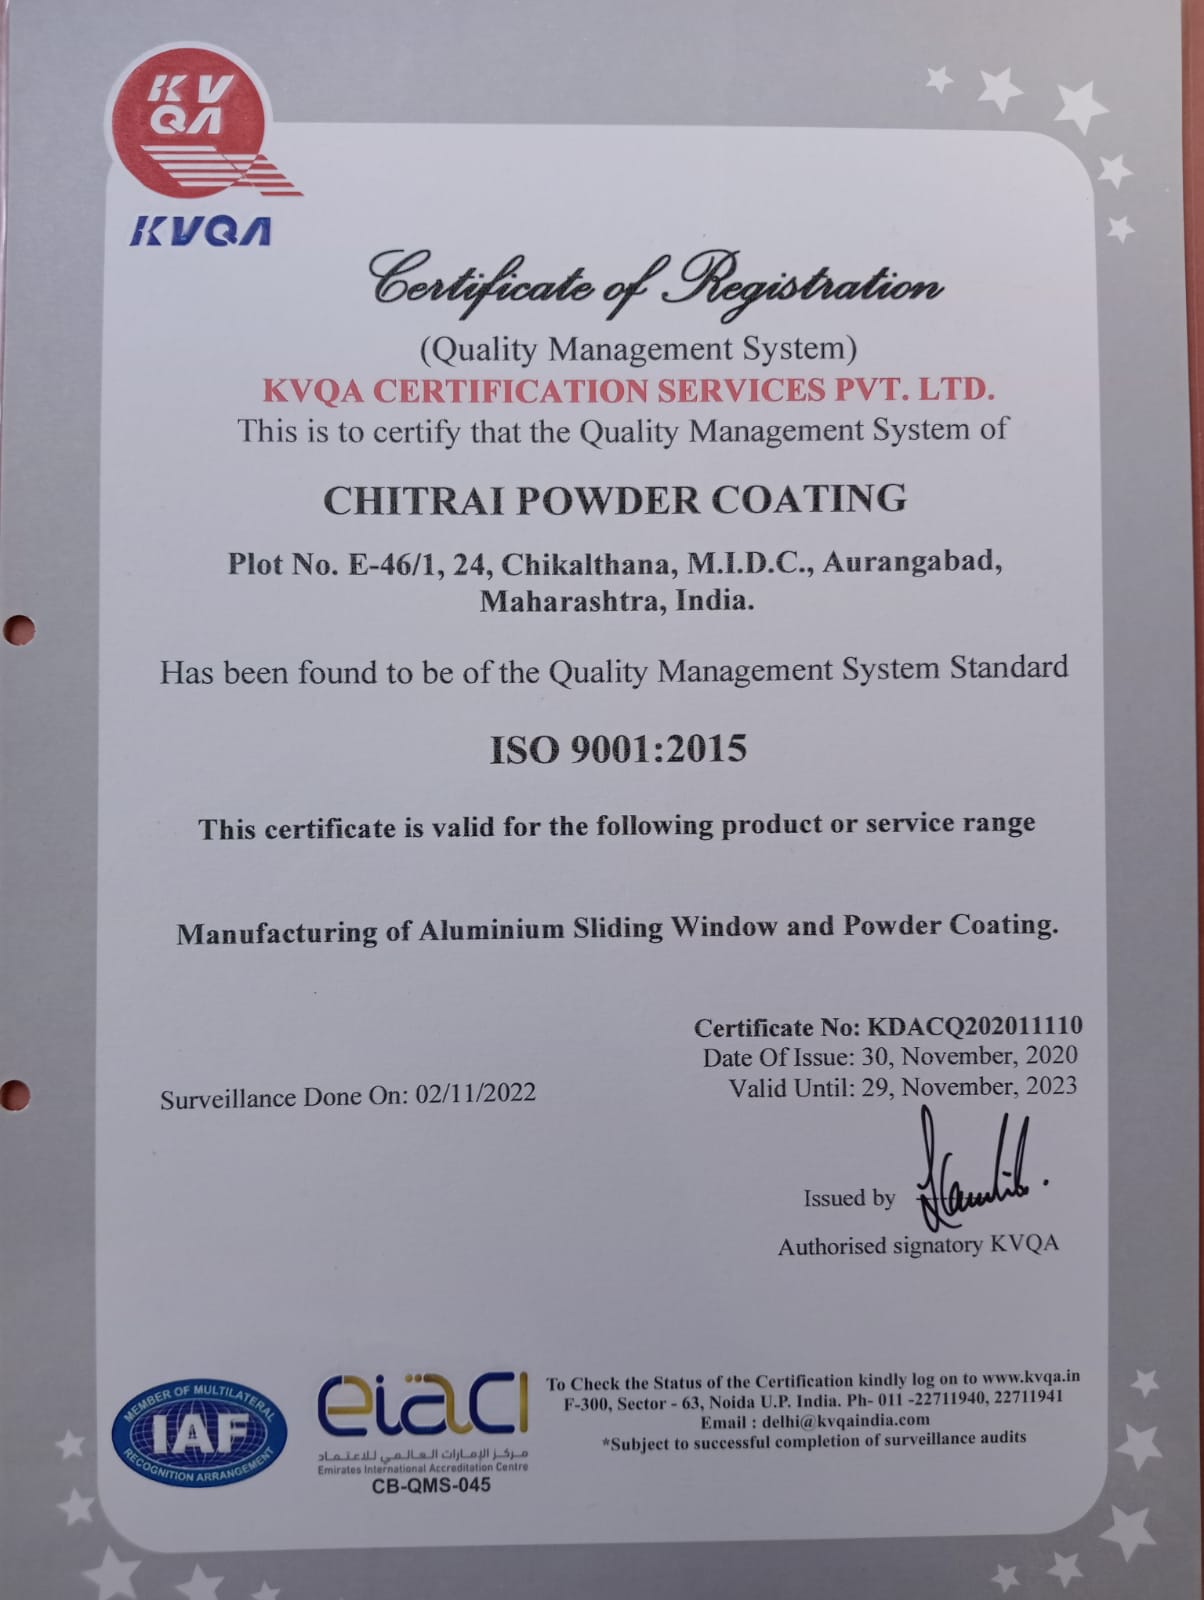 KV
QA
KVQA
Certificate of Registration
(Quality Management System)
KVQA CERTIFICATION SERVICES PVT. LTD.
This is to certify that the Quality Management System of
CHITRAI POWDER COATING
Plot No. E-46/1, 24, Chikalthana, M.I.D.C., Aurangabad,
Maharashtra, India.
Has been found to be of the Quality Management System Standard
ISO 9001:2015
This certificate is valid for the following product or service range
Manufacturing of Aluminium Sliding Window and Powder Coating.
Certificate No: KDACQ202011110
Date Of Issue: 30, November, 2020
Valid Until: 29, November, 2023
Surveillance Done On: 02/11/2022
Issued by
Authorised signatory KVQA
MEMBER OF MULTILATERAL
IAF
RECOGNITION ARRANGEMENT
eiac
مركز الإمارات العالمي للاعتماد
Emirates International Accreditation Centre
CB-QMS-045
To Check the Status of the Certification kindly log on to www.kvqa.in
F-300, Sector - 63, Noida U.P. India. Ph- 011 -22711940, 22711941
Email : delhi@kvqaindia.com
*Subject to successful completion of surveillance audits